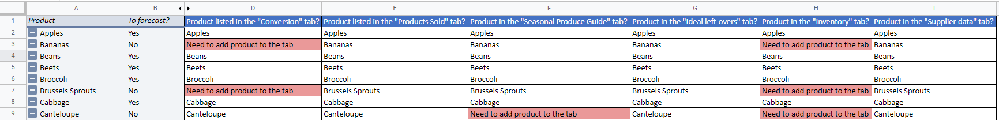 A B D E F G H I
1 Product To forecast? Product listed in the "Conversion" tab? Product listed in the "Products Sold" tab? Product in the "Seasonal Produce Guide" tab? Product in the "Ideal left-overs" tab? Product in the "Inventory" tab? Product in the "Supplier data" tab?
2 Apples Yes Apples Apples Apples Apples Apples Apples
3 Bananas No Need to add product to the tab Bananas Bananas Bananas Need to add product to the tab Bananas
4 Beans Yes Beans Beans Beans Beans Beans Beans
5 Beets Yes Beets Beets Beets Beets Beets Beets
6 Broccoli Yes Broccoli Broccoli Broccoli Broccoli Broccoli Broccoli
7 Brussels Sprouts No Need to add product to the tab Brussels Sprouts Brussels Sprouts Brussels Sprouts Need to add product to the tab Brussels Sprouts
8 Cabbage Yes Cabbage Cabbage Cabbage Cabbage Cabbage Cabbage
9 Canteloupe No Canteloupe Canteloupe Need to add product to the tab Canteloupe Need to add product to the tab Canteloupe